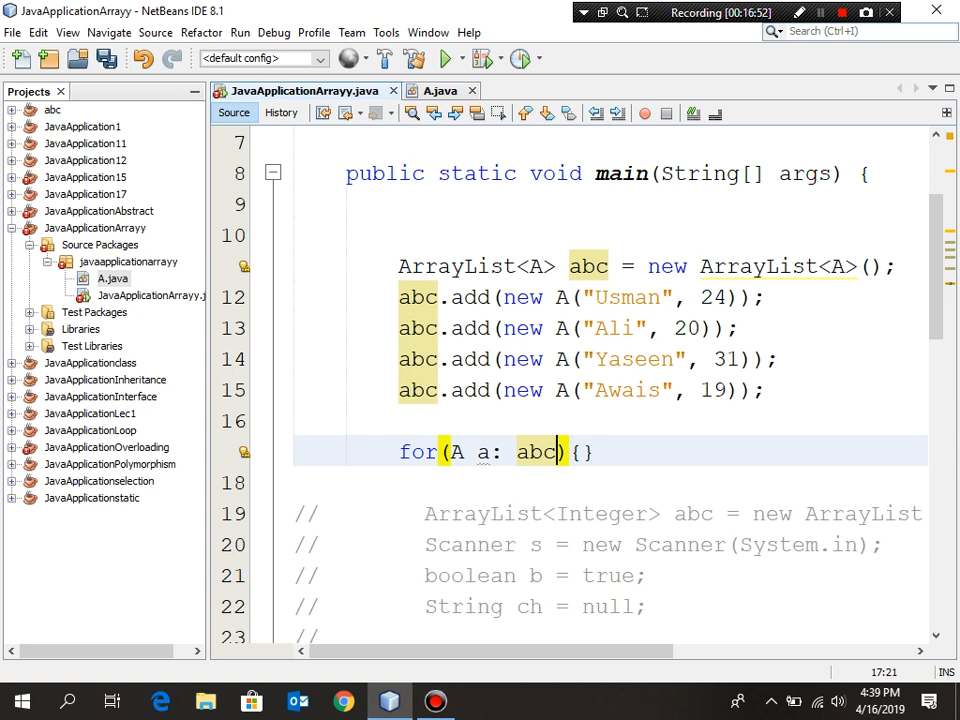 JavaApplicationArrayy - NetBeans IDE 8.1
Recording [00:16:52]
File Edit View Navigate Source Refactor Run Debug Profile Team Tools Window Help
Search (Ctrl+I)
<default config>
Projects
JavaApplicationArrayy.java
A.java
Source History
abc
JavaApplication1
JavaApplication11
JavaApplication12
JavaApplication15
JavaApplication17
JavaApplicationAbstract
JavaApplicationArrayy
Source Packages
javaapplicationarrayy
A.java
JavaApplicationArrayy.j
Test Packages
Libraries
Test Libraries
JavaApplicationclass
JavaApplicationInheritance
JavaApplicationInterface
JavaApplicationLec1
JavaApplicationLoop
JavaApplicationOverloading
JavaApplicationPolymorphism
JavaApplicationselection
JavaApplicationstatic
7
8 public static void main(String[] args) {
9
10
ArrayList<A> abc = new ArrayList<A>();
12 abc.add(new A("Usman", 24));
13 abc.add(new A("Ali", 20));
14 abc.add(new A("Yaseen", 31));
15 abc.add(new A("Awais", 19));
16
for(A a: abc){}
18
19 // ArrayList<Integer> abc = new ArrayList
20 // Scanner s = new Scanner(System.in);
21 // boolean b = true;
22 // String ch = null;
23 //
17:21 INS
4:39 PM
4/16/2019